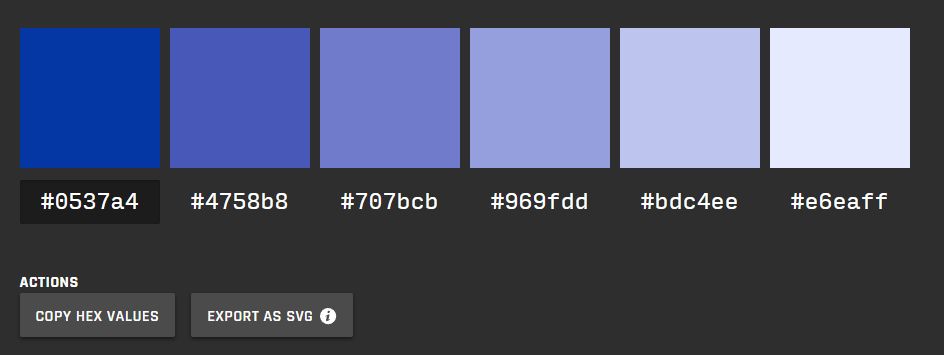 #0537a4 #4758b8 #707bcb #969fdd #bdc4ee #e6eaff
ACTIONS
COPY HEX VALUES EXPORT AS SVG i